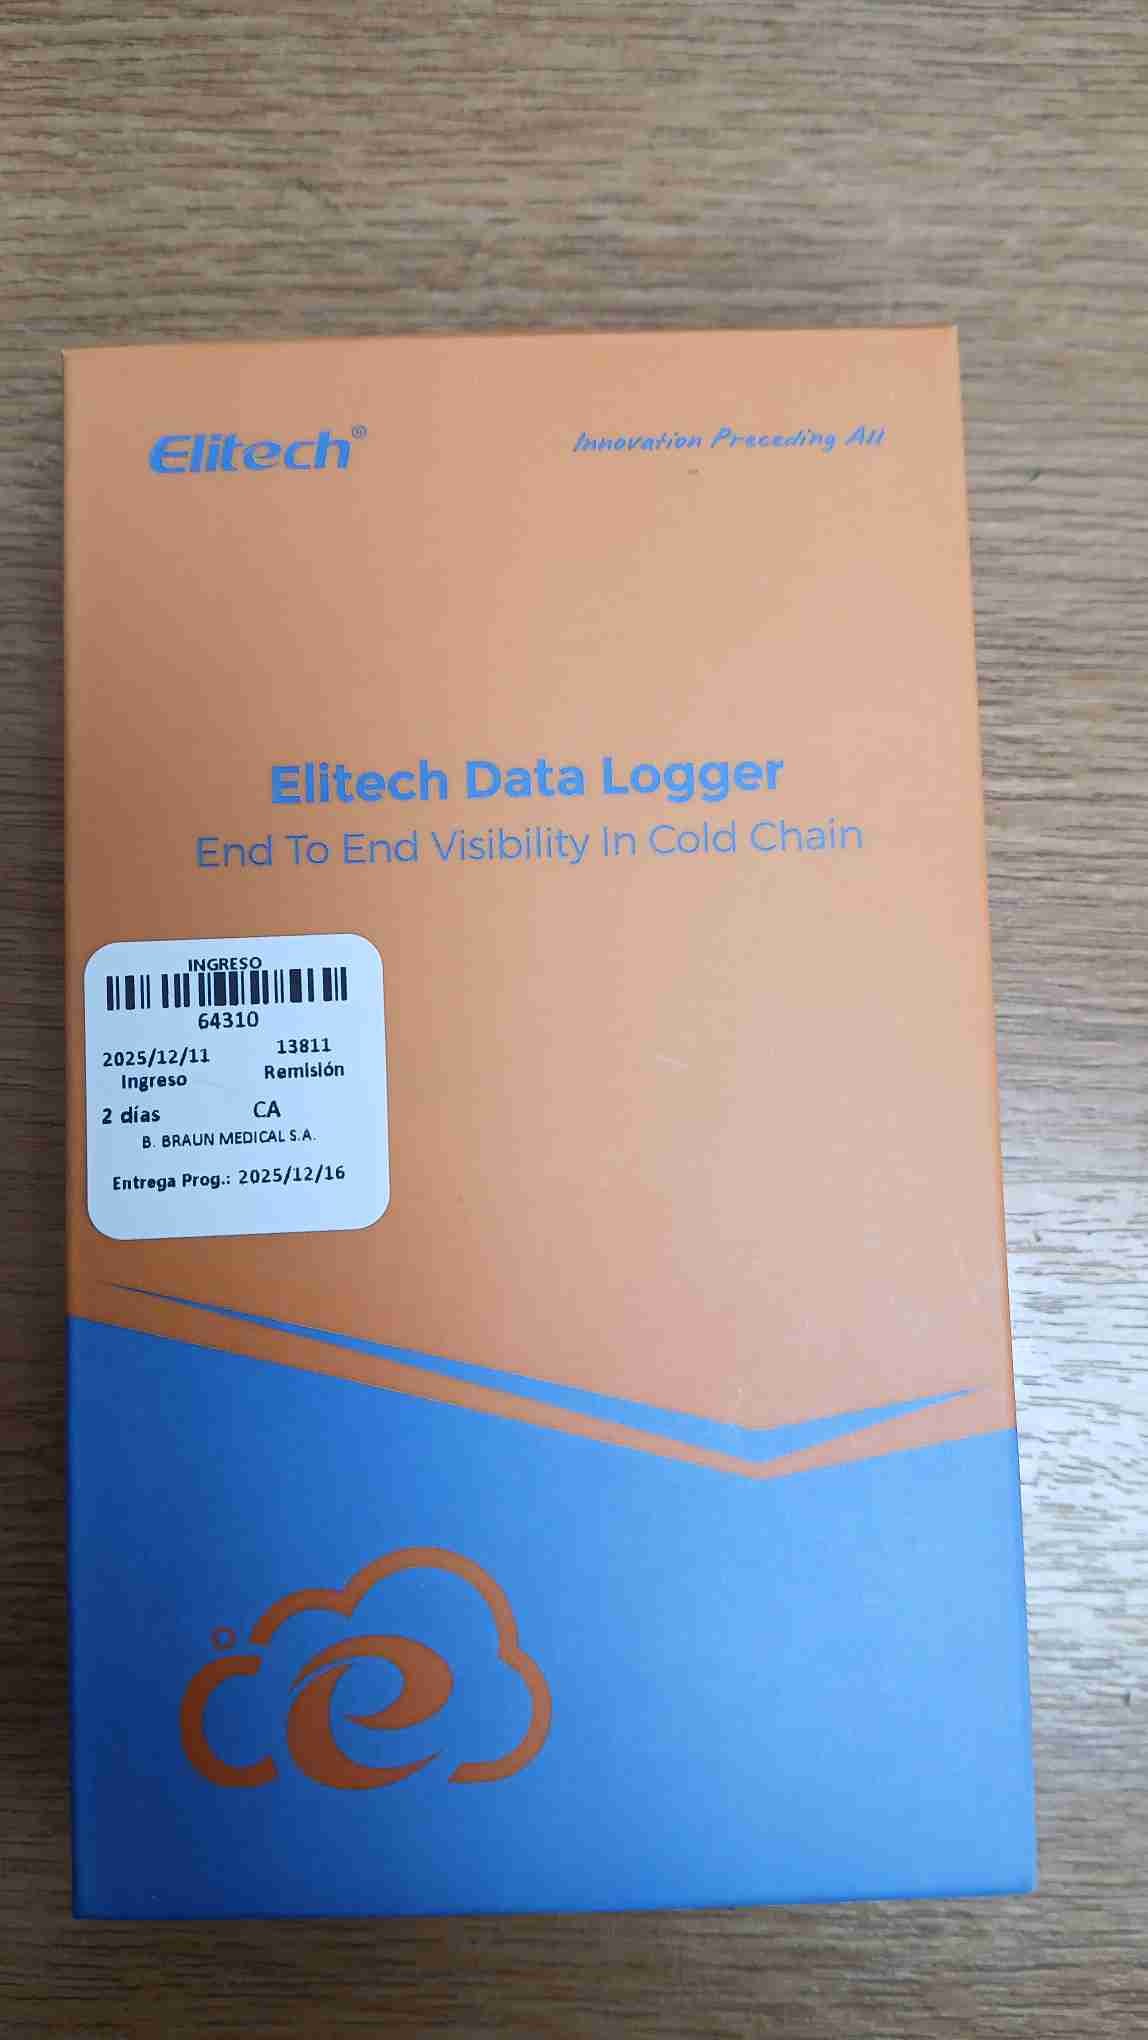 Elitech®
Innovation Preceding All
Elitech Data Logger
End To End Visibility In Cold Chain
INGRESO
64310
2025/12/11 13811
Ingreso Remisión
2 días CA
B. BRAUN MEDICAL S.A.
Entrega Prog.: 2025/12/16
°C e